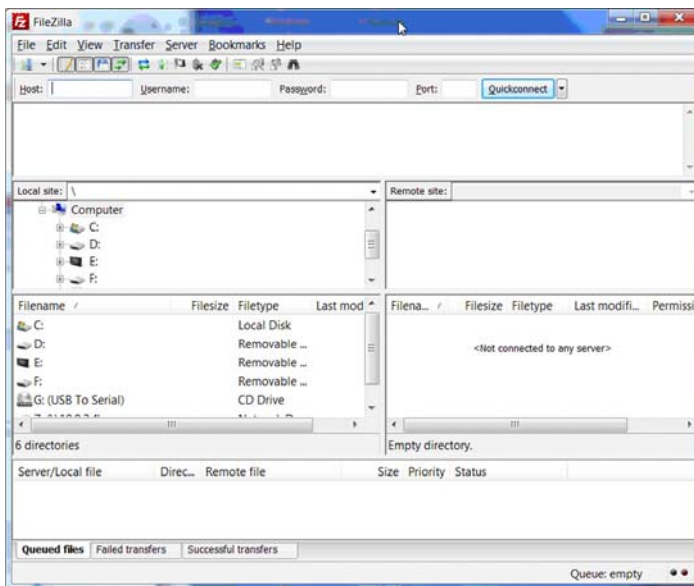 FileZilla
File Edit View Transfer Server Bookmarks Help
Host: Username: Password: Port: Quickconnect
Local site: \ Remote site:
Computer
C:
D:
E:
F:
Filename Filesize Filetype Last mod Filena... Filesize Filetype Last modifi... Permissi
C: Local Disk
D: Removable ...
<Not connected to any server>
E: Removable ...
F: Removable ...
G: (USB To Serial) CD Drive
6 directories Empty directory.
Server/Local file Direc... Remote file Size Priority Status
Queued files Failed transfers Successful transfers
Queue: empty